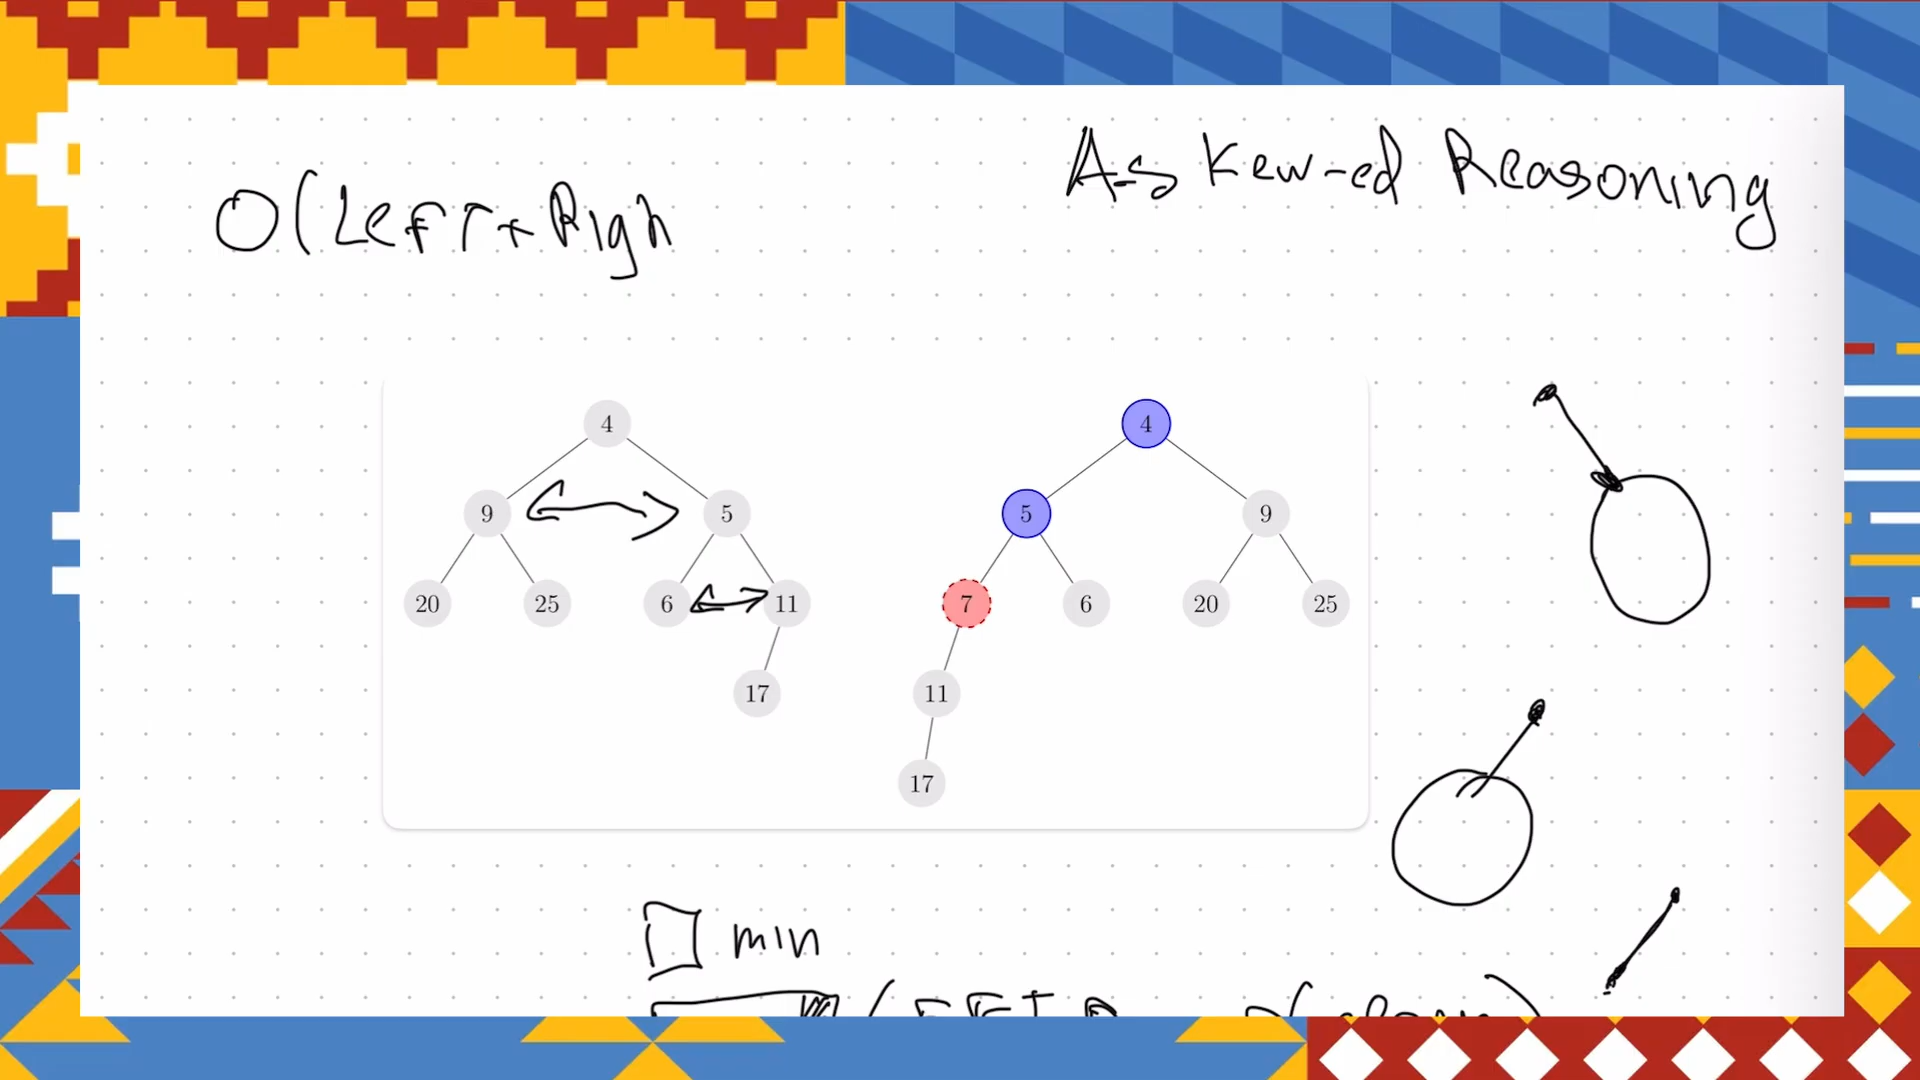 As Kew-ed Reasoning
O(Left+Righ
4 4
9 5 5 9
20 25 6 11 7 6 20 25
17 11
17
min